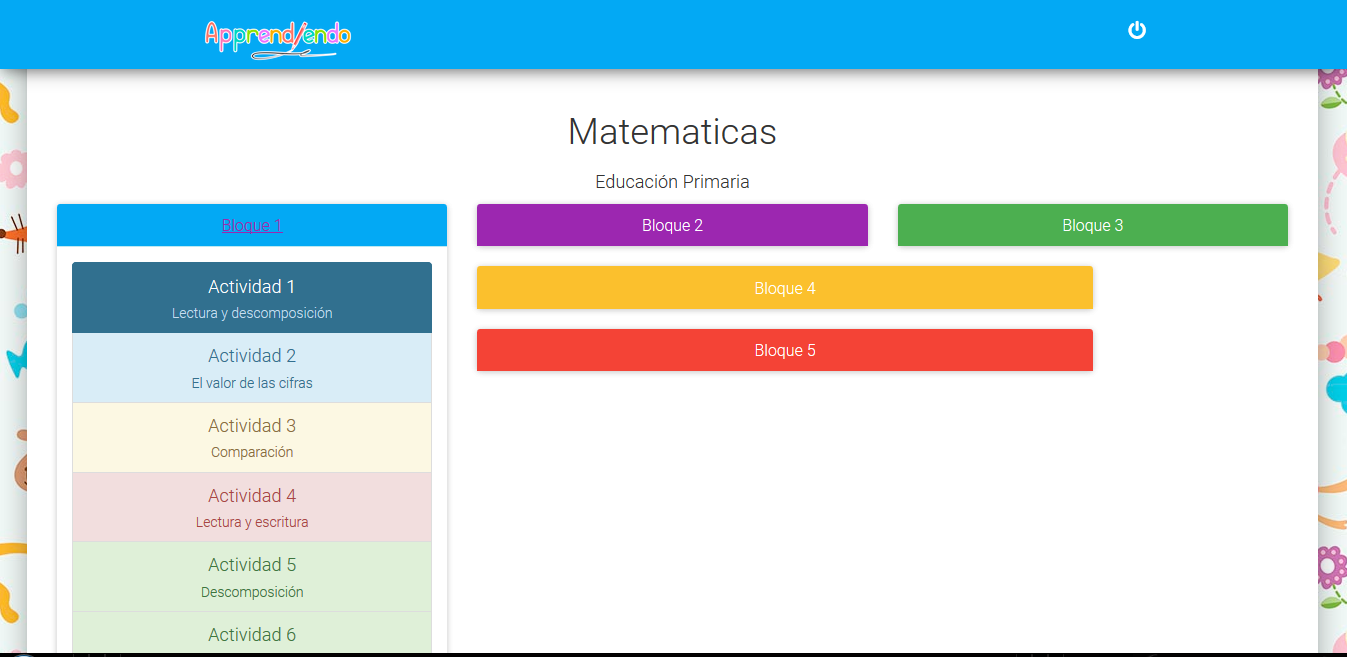 Apprendiendo
Matematicas
Educación Primaria
Bloque 1
Bloque 2
Bloque 3
Actividad 1
Lectura y descomposición
Actividad 2
El valor de las cifras
Actividad 3
Comparación
Actividad 4
Lectura y escritura
Actividad 5
Descomposición
Actividad 6
Bloque 4
Bloque 5